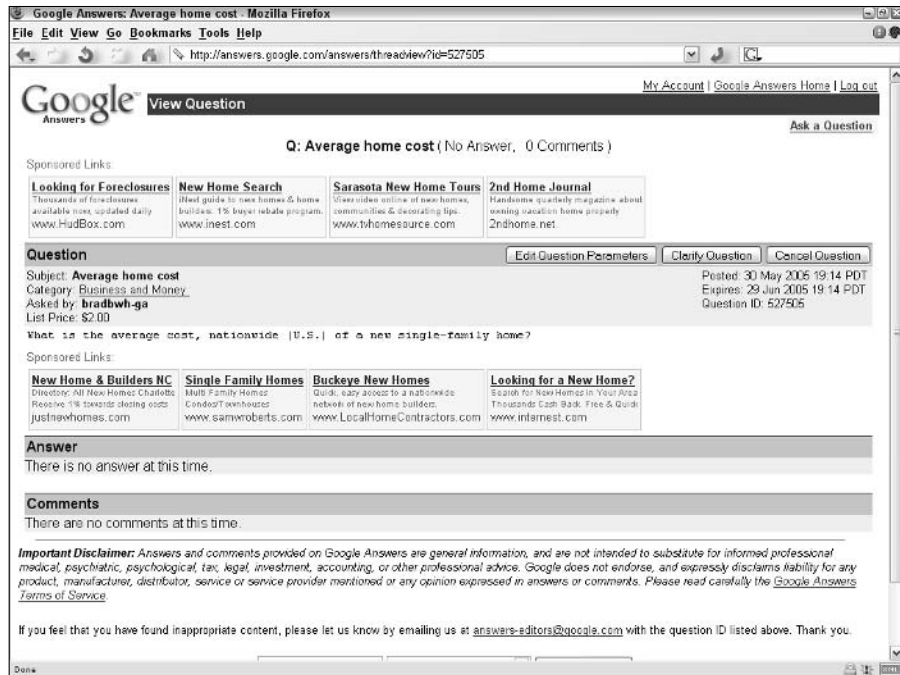 Google Answers: Average home cost - Mozilla Firefox
File Edit View Go Bookmarks Tools Help
http://answers.google.com/answers/threadview?id=527505
My Account | Google Answers Home | Log out
Google Answers View Question
Ask a Question
Q: Average home cost ( No Answer, 0 Comments )
Sponsored Links:
Looking for Foreclosures New Home Search Sarasota New Home Tours 2nd Home Journal
Thousands of foreclosures iNest guide to new homes & home View video online of new homes, Handsome quarterly magazine about
available now, updated daily builders. 1% buyer rebate program. communities & decorating tips. owning vacation home property
www.HudBox.com www.inest.com www.tvhomesource.com 2ndhome.net
Question Edit Question Parameters Clarify Question Cancel Question
Subject: Average home cost Posted: 30 May 2005 19:14 PDT
Category: Business and Money Expires: 29 Jun 2005 19:14 PDT
Asked by: bradbwh-ga Question ID: 527505
List Price: $2.00
What is the average cost, nationwide |U.S.| of a new single-family home?
Sponsored Links:
New Home & Builders NC Single Family Homes Buckeye New Homes Looking for a New Home?
Directory: All New Homes Charlotte Multi Family Homes Quick, easy access to a nationwide Search for New Homes in Your Area
Receive 1% towards closing costs Condos/Townhouses network of new home builders. Thousands Cash Back. Free & Quick
justnewhomes.com www.samwroberts.com www.LocalHomeContractors.com www.internest.com
Answer
There is no answer at this time.
Comments
There are no comments at this time.
Important Disclaimer: Answers and comments provided on Google Answers are general information, and are not intended to substitute for informed professional
medical, psychiatric, psychological, tax, legal, investment, accounting, or other professional advice. Google does not endorse, and expressly disclaims liability for any
product, manufacturer, distributor, service or service provider mentioned or any opinion expressed in answers or comments. Please read carefully the Google Answers
Terms of Service.
If you feel that you have found inappropriate content, please let us know by emailing us at answers-editors@google.com with the question ID listed above. Thank you.
Done